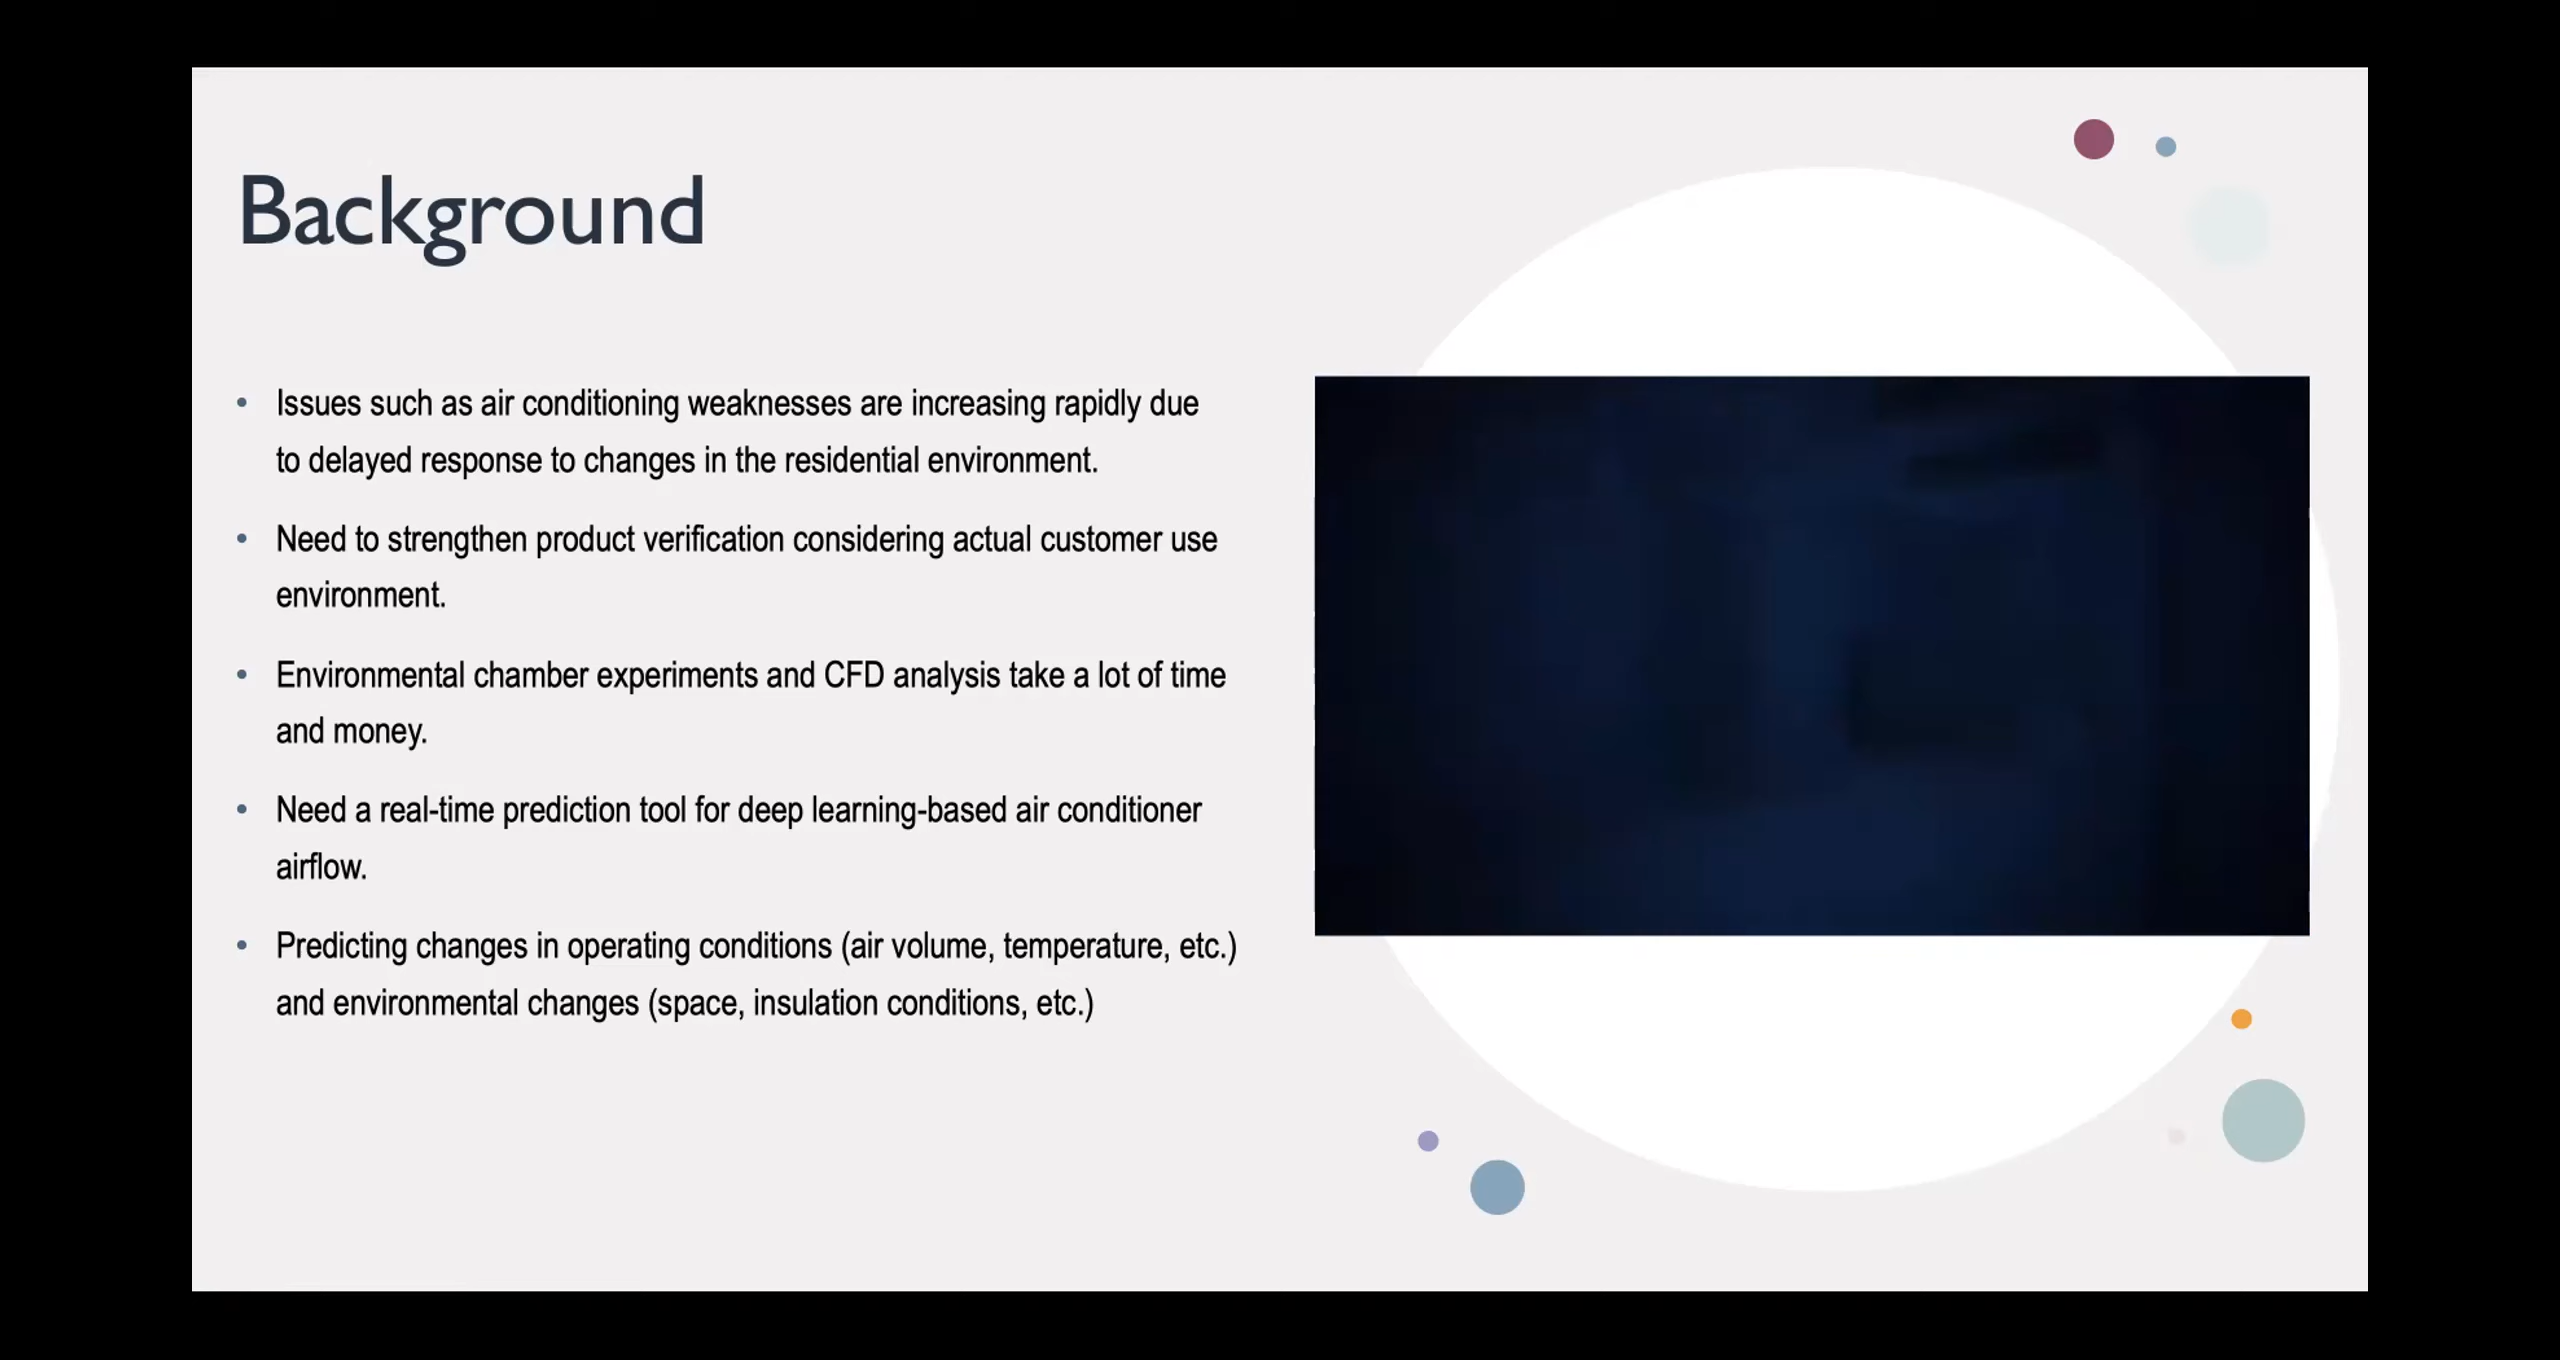 Background
• Issues such as air conditioning weaknesses are increasing rapidly due
to delayed response to changes in the residential environment.
• Need to strengthen product verification considering actual customer use
environment.
• Environmental chamber experiments and CFD analysis take a lot of time
and money.
• Need a real-time prediction tool for deep learning-based air conditioner
airflow.
• Predicting changes in operating conditions (air volume, temperature, etc.)
and environmental changes (space, insulation conditions, etc.)